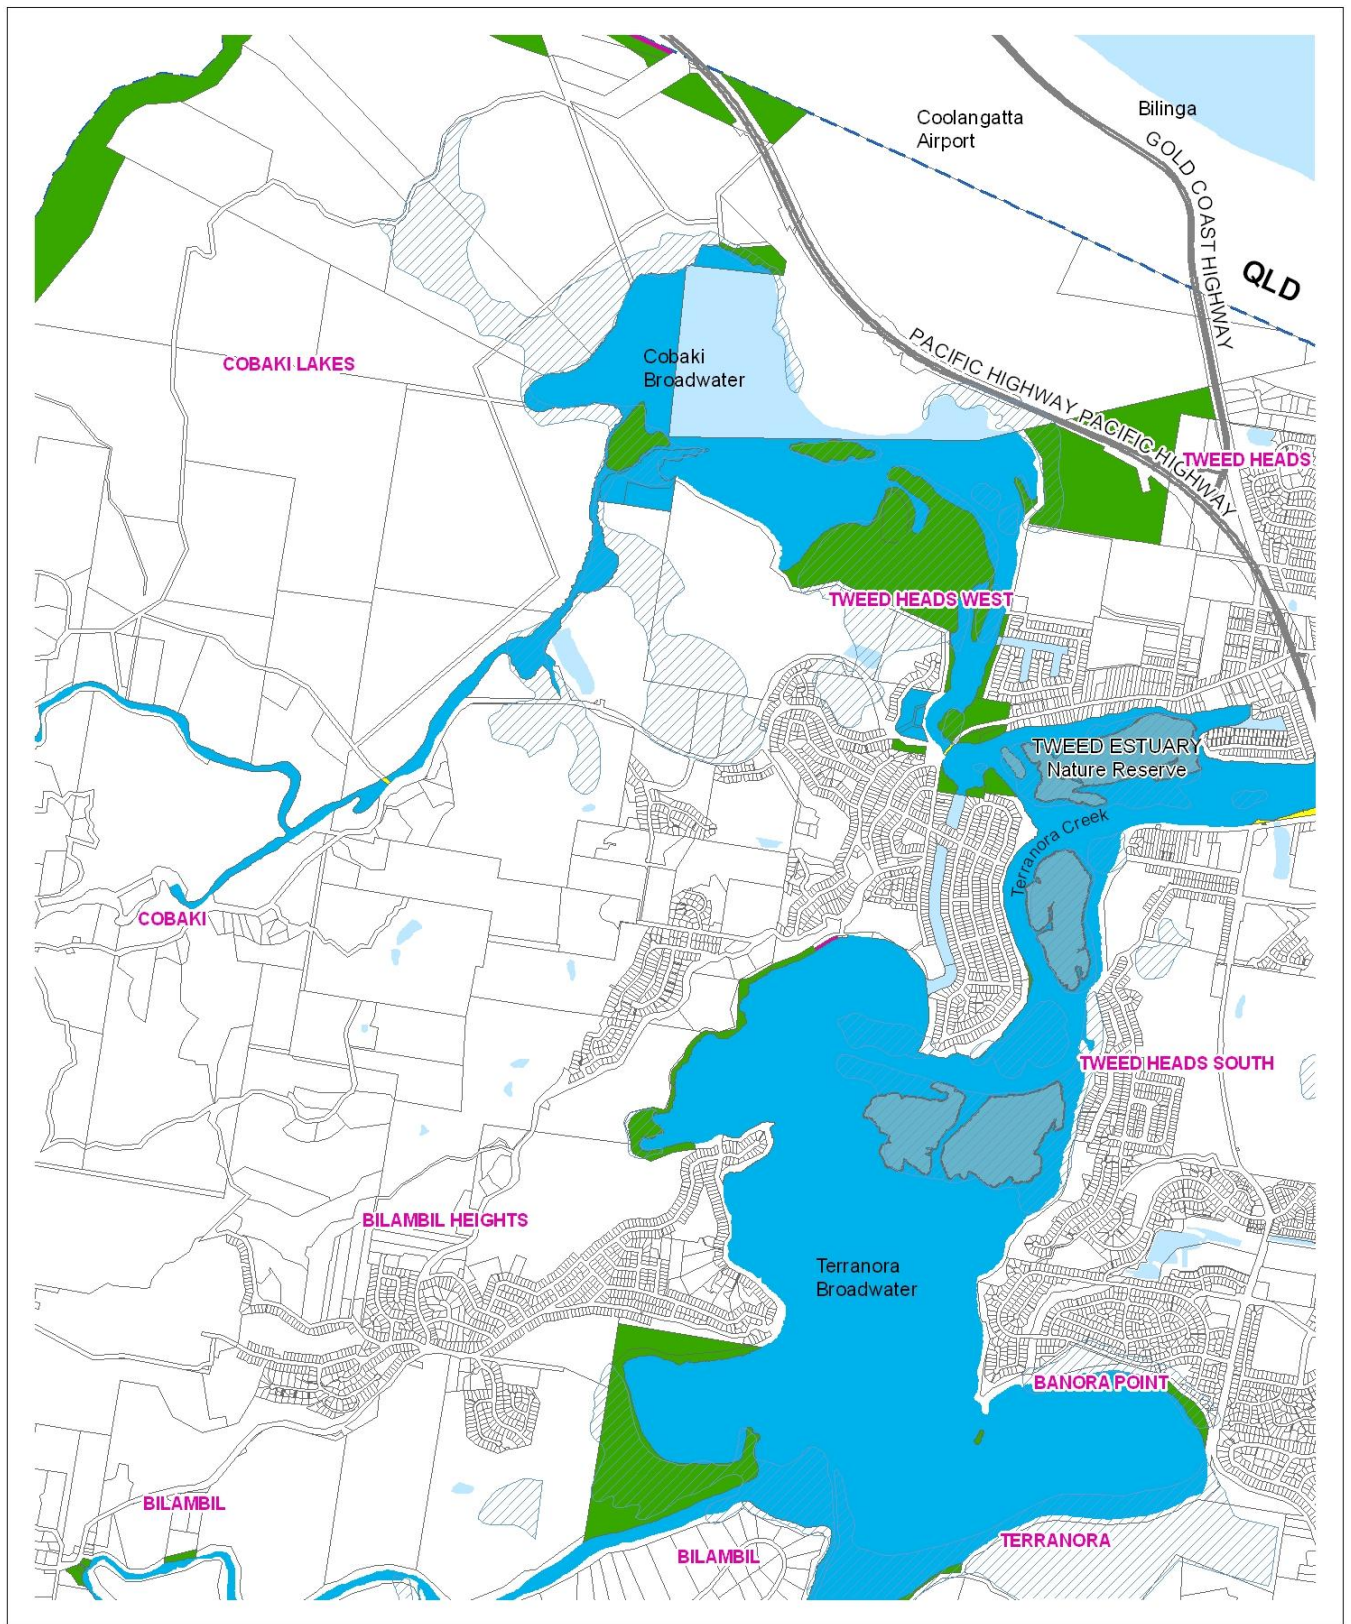 Coolangatta
Airport
Bilinga
GOLD COAST HIGHWAY
QLD
PACIFIC HIGHWAY PACIFIC HIGHWAY
Cobaki
Broadwater
COBAKI LAKES
TWEED HEADS
TWEED HEADS WEST
TWEED ESTUARY
Nature Reserve
Terranora Creek
COBAKI
TWEED HEADS SOUTH
BILAMBIL HEIGHTS
Terranora
Broadwater
BANORA POINT
BILAMBIL
TERRANORA
BILAMBIL